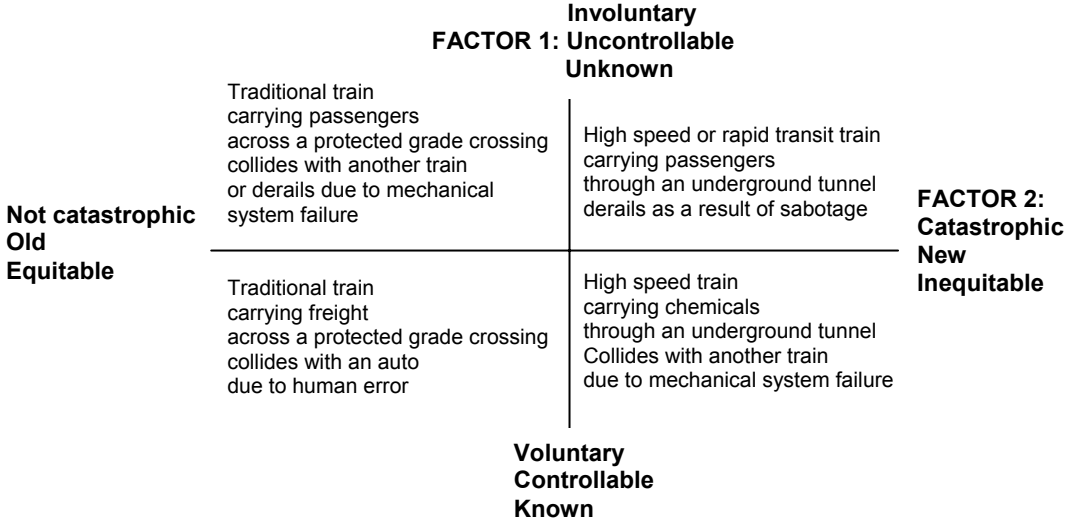 Involuntary
FACTOR 1: Uncontrollable
Unknown
Traditional train
carrying passengers
across a protected grade crossing
collides with another train
or derails due to mechanical
system failure
High speed or rapid transit train
carrying passengers
through an underground tunnel
derails as a result of sabotage
Not catastrophic
Old
Equitable
FACTOR 2:
Catastrophic
New
Inequitable
Traditional train
carrying freight
across a protected grade crossing
collides with an auto
due to human error
High speed train
carrying chemicals
through an underground tunnel
Collides with another train
due to mechanical system failure
Voluntary
Controllable
Known